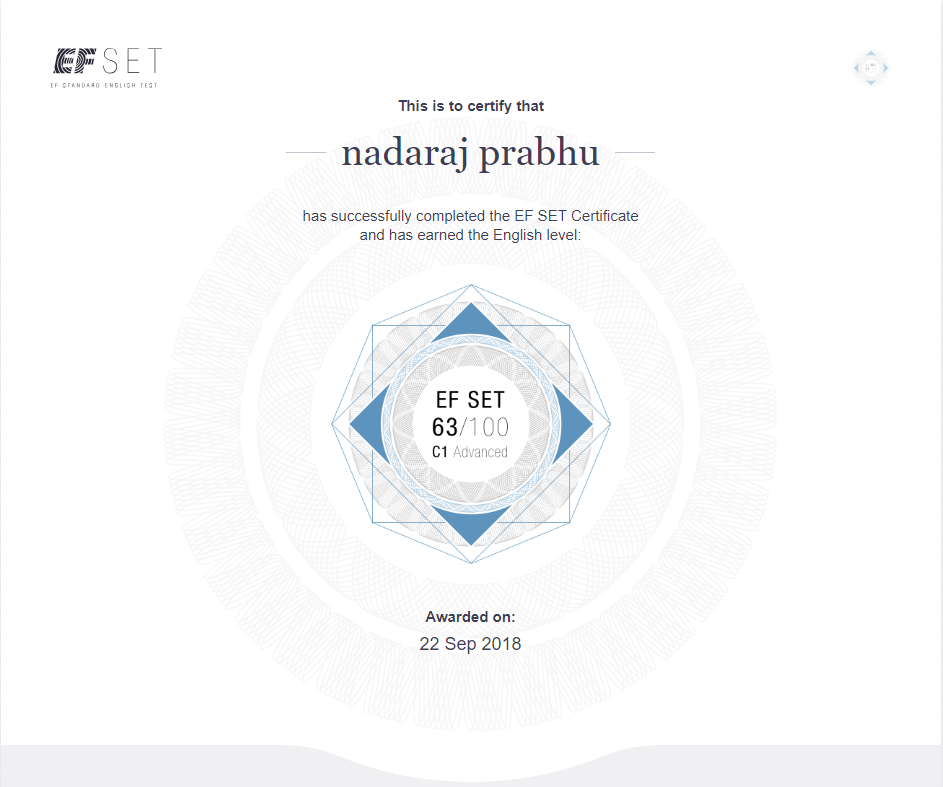 EF SET
EF STANDARD ENGLISH TEST
This is to certify that
nadaraj prabhu
has successfully completed the EF SET Certificate
and has earned the English level:
EF SET
63/100
C1 Advanced
Awarded on:
22 Sep 2018